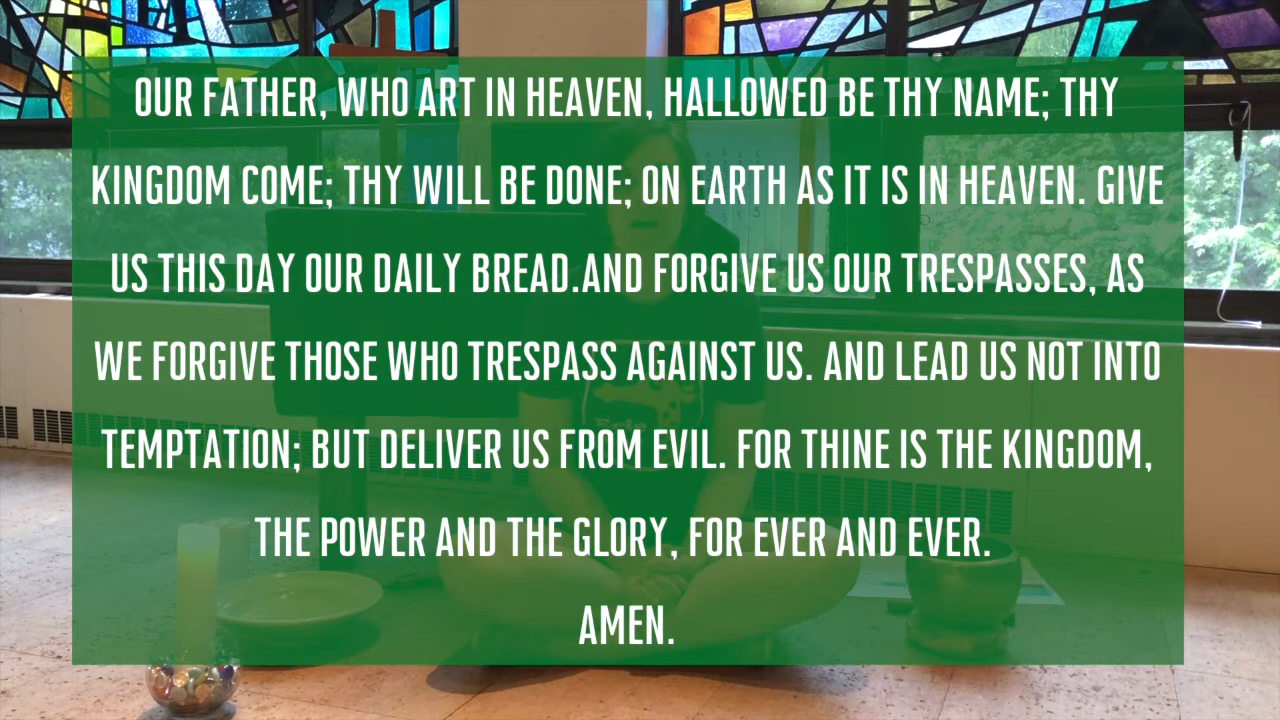 OUR FATHER, WHO ART IN HEAVEN, HALLOWED BE THY NAME; THY
KINGDOM COME; THY WILL BE DONE; ON EARTH AS IT IS IN HEAVEN. GIVE
US THIS DAY OUR DAILY BREAD.AND FORGIVE US OUR TRESPASSES, AS
WE FORGIVE THOSE WHO TRESPASS AGAINST US. AND LEAD US NOT INTO
TEMPTATION; BUT DELIVER US FROM EVIL. FOR THINE IS THE KINGDOM,
THE POWER AND THE GLORY, FOR EVER AND EVER.
AMEN.